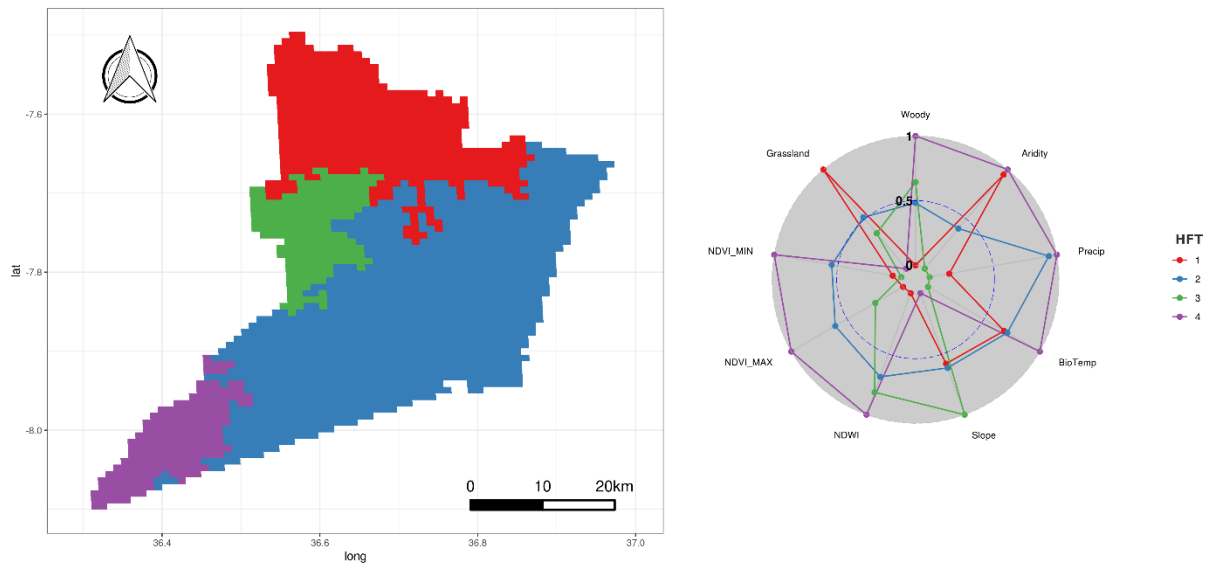 -7.6
-7.8
-8.0
lat
36.4
36.6
36.8
37.0
long
0 10 20km
Woody
1
Aridity
Grassland
0.5
NDVI_MIN
0
Precip
NDVI_MAX
BioTemp
NDWI
Slope
HFT
1
2
3
4